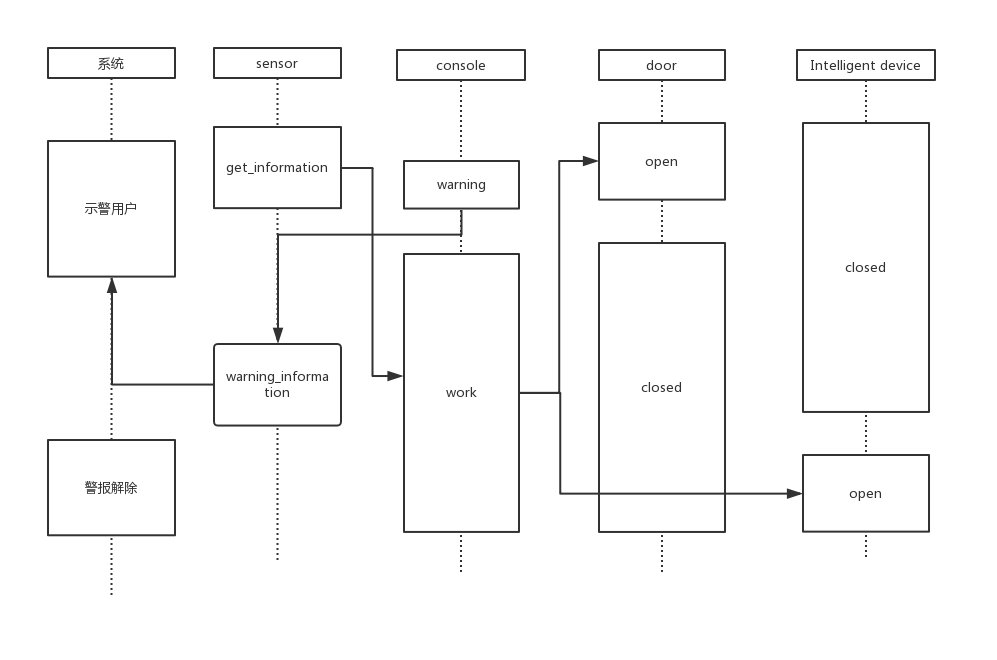 系统
sensor
console
door
Intelligent device
get_information
warning
open
示警用户
closed
warning_informa
tion
work
closed
警报解除
open